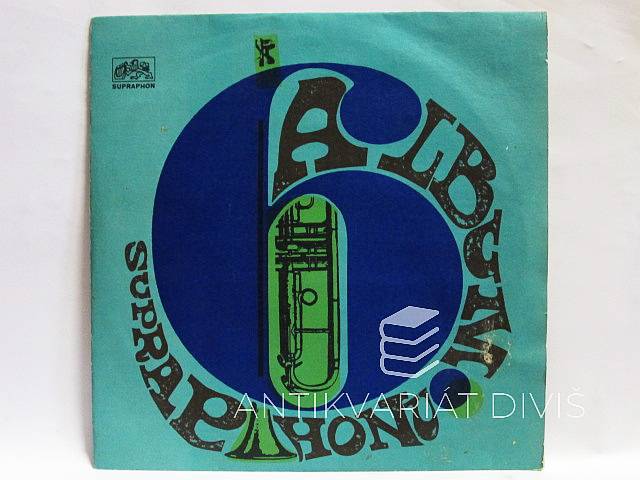 SUPRAPHON
6
ALBUM
SUPRAPHONU
ANTIKVARIÁT DIVIŠ